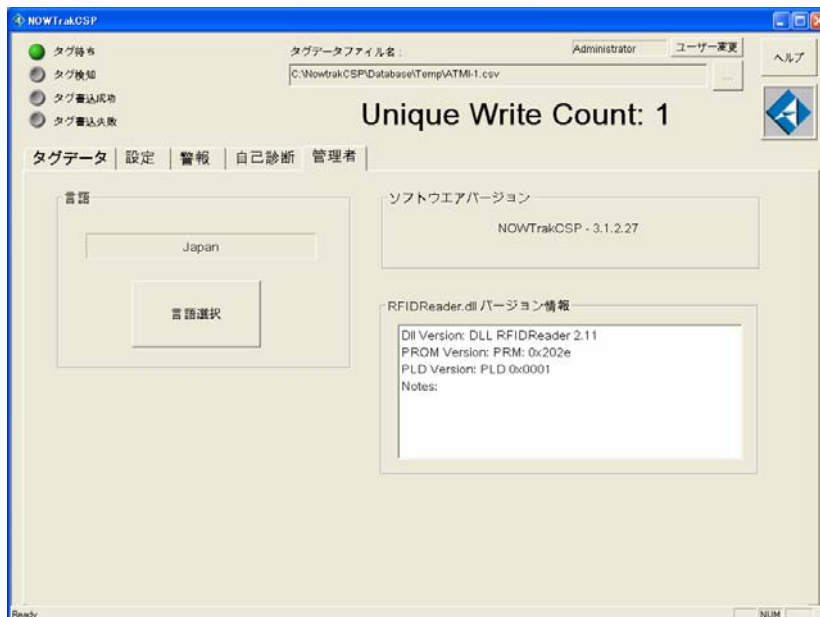 NOWTrakCSP
タグ待ち
タグ検知
タグ書込成功
タグ書込失敗
タグデータファイル名 :
Administrator
ユーザー変更
ヘルプ
C:\NowtrakCSP\Database\Temp\ATMI-1.csv
...
Unique Write Count: 1
タグデータ 設定 警報 自己診断 管理者
言語
Japan
言語選択
ソフトウエアバージョン
NOWTrakCSP - 3.1.2.27
RFIDReader.dll バージョン情報
Dll Version: DLL RFIDReader 2.11
PROM Version: PRM: 0x202e
PLD Version: PLD 0x0001
Notes:
Ready
NUM